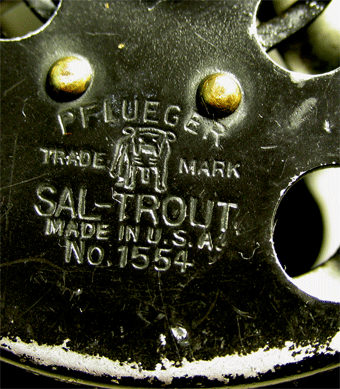 PFLUEGER
TRADE MARK
SAL-TROUT
MADE IN U.S.A.
No. 1554